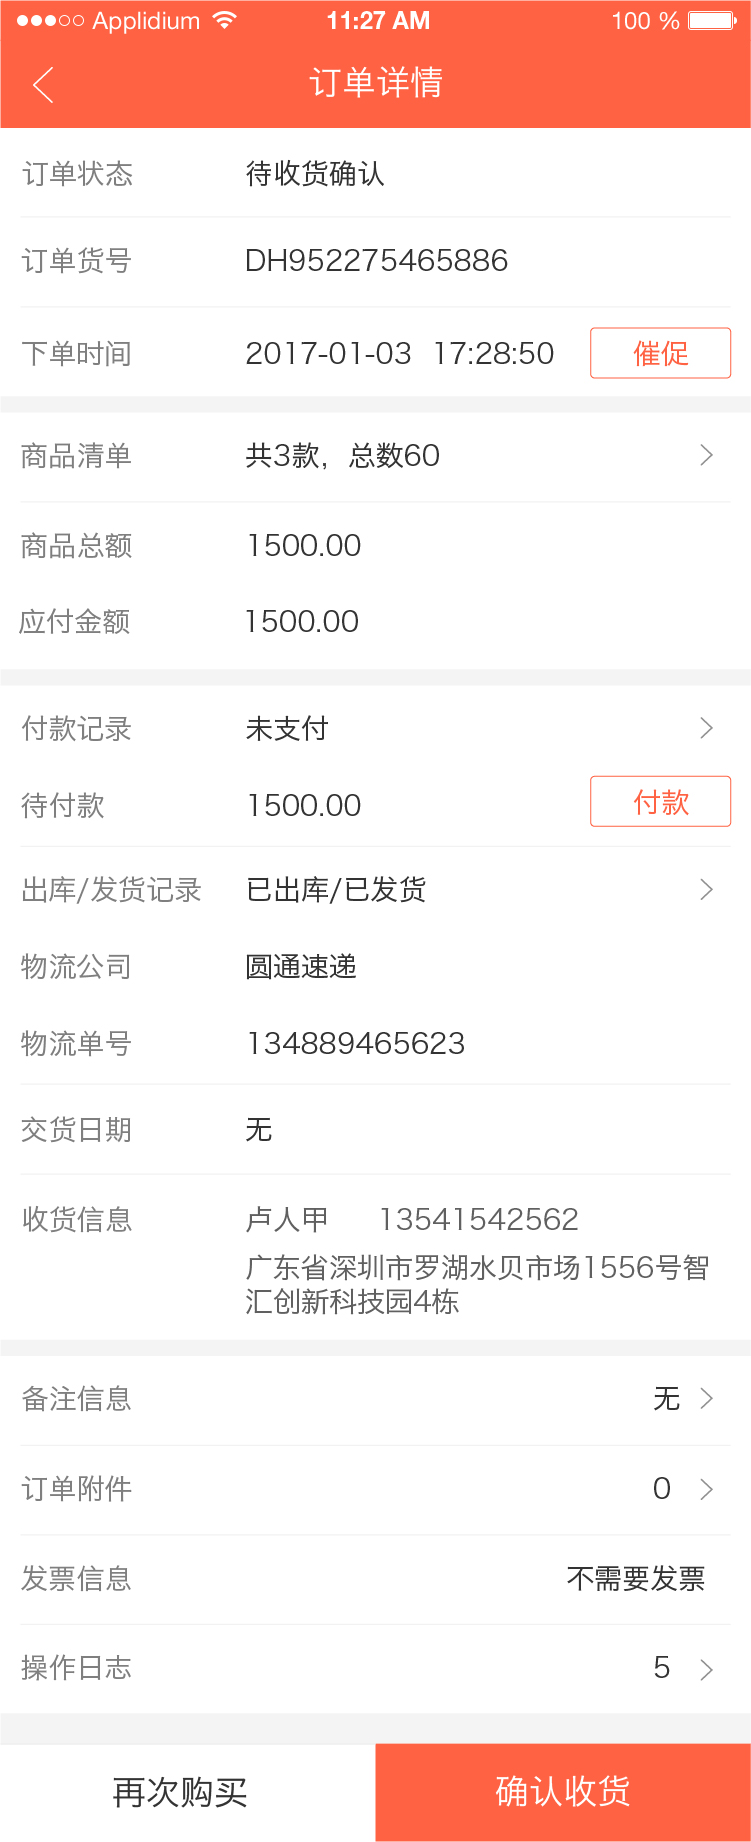 Applidium 11:27 AM 100 %
订单详情
订单状态 待收货确认
订单货号 DH952275465886
下单时间 2017-01-03 17:28:50 催促
商品清单 共3款，总数60
商品总额 1500.00
应付金额 1500.00
付款记录 未支付
待付款 1500.00 付款
出库/发货记录 已出库/已发货
物流公司 圆通速递
物流单号 134889465623
交货日期 无
收货信息 卢人甲 13541542562
广东省深圳市罗湖水贝市场1556号智
汇创新科技园4栋
备注信息 无
订单附件 0
发票信息 不需要发票
操作日志 5
再次购买 确认收货